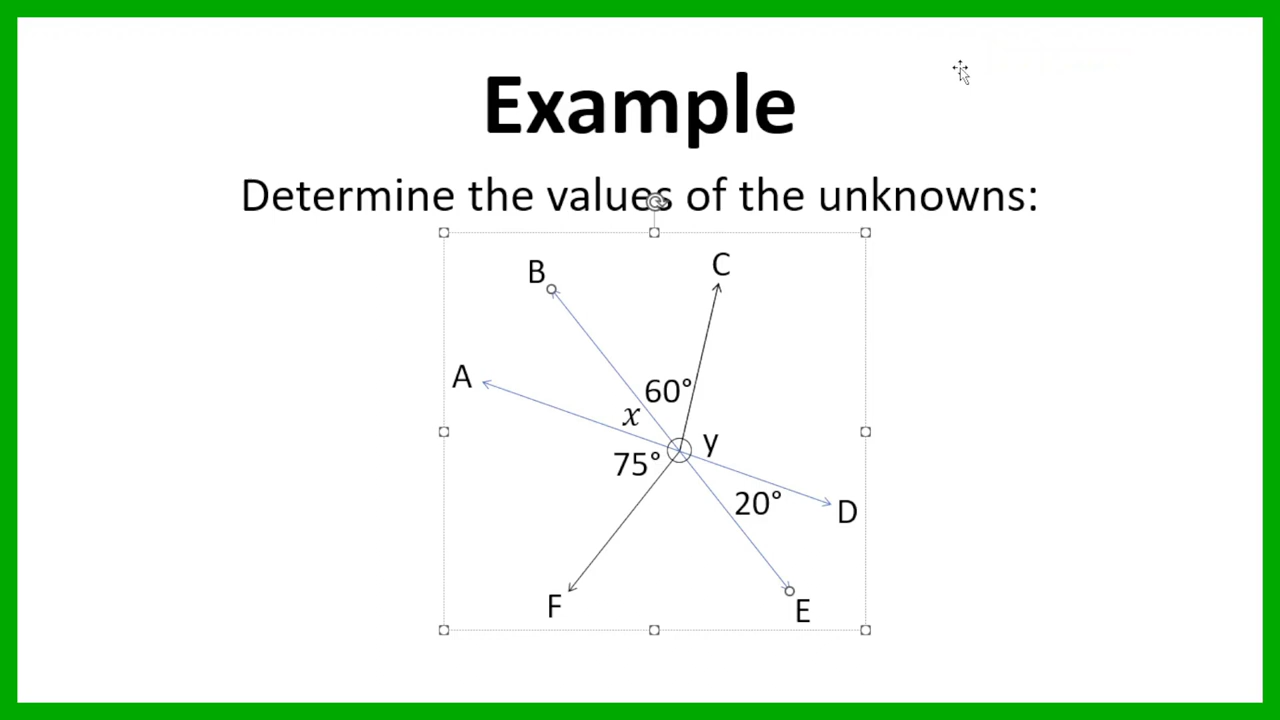 Example
Determine the values of the unknowns:
B
C
A
60°
x
y
75°
20°
D
F
E